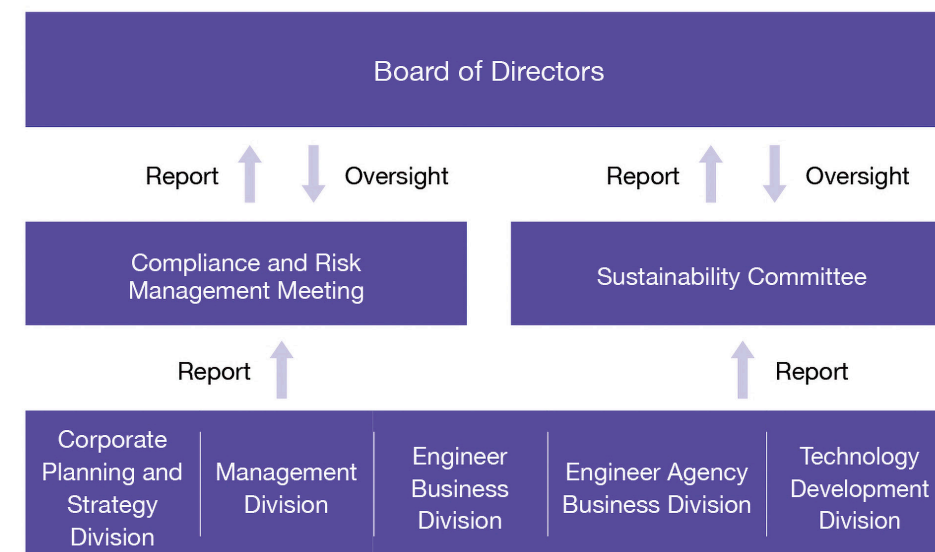 Board of Directors
Report
Oversight
Report
Oversight
Compliance and Risk
Management Meeting
Sustainability Committee
Report
Report
Corporate
Planning and
Strategy
Division
Management
Division
Engineer
Business
Division
Engineer Agency
Business Division
Technology
Development
Division